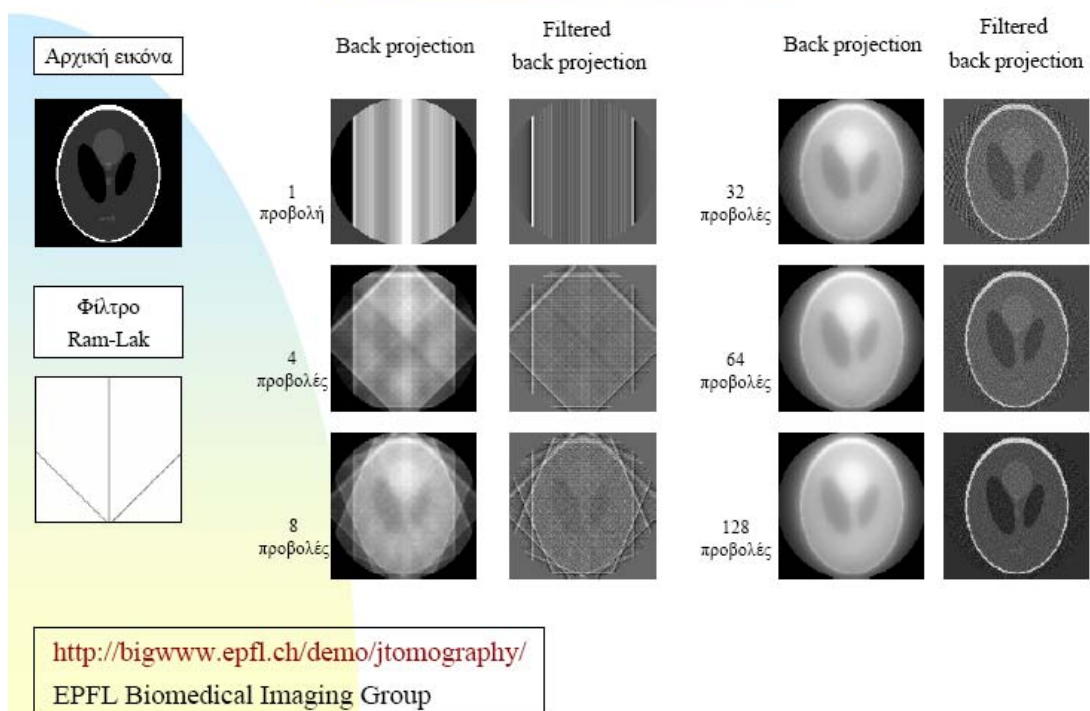 Αρχική εικόνα
Φίλτρο
Ram-Lak
Back projection
Filtered
back projection
1
προβολή
4
προβολές
8
προβολές
Back projection
Filtered
back projection
32
προβολές
64
προβολές
128
προβολές
http://bigwww.epfl.ch/demo/jtomography/
EPFL Biomedical Imaging Group